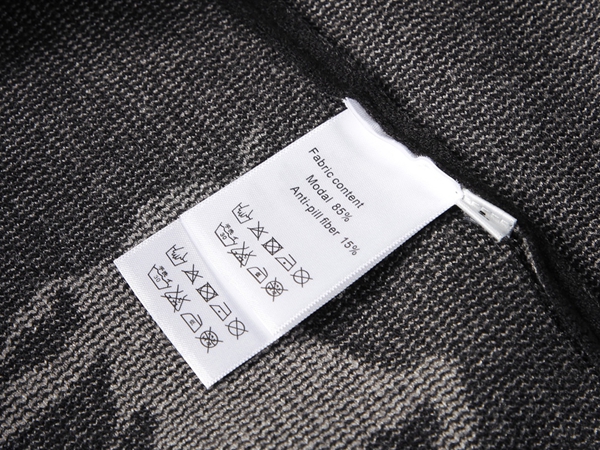 Fabric content
Modal 85%
Anti-pill fiber 15%